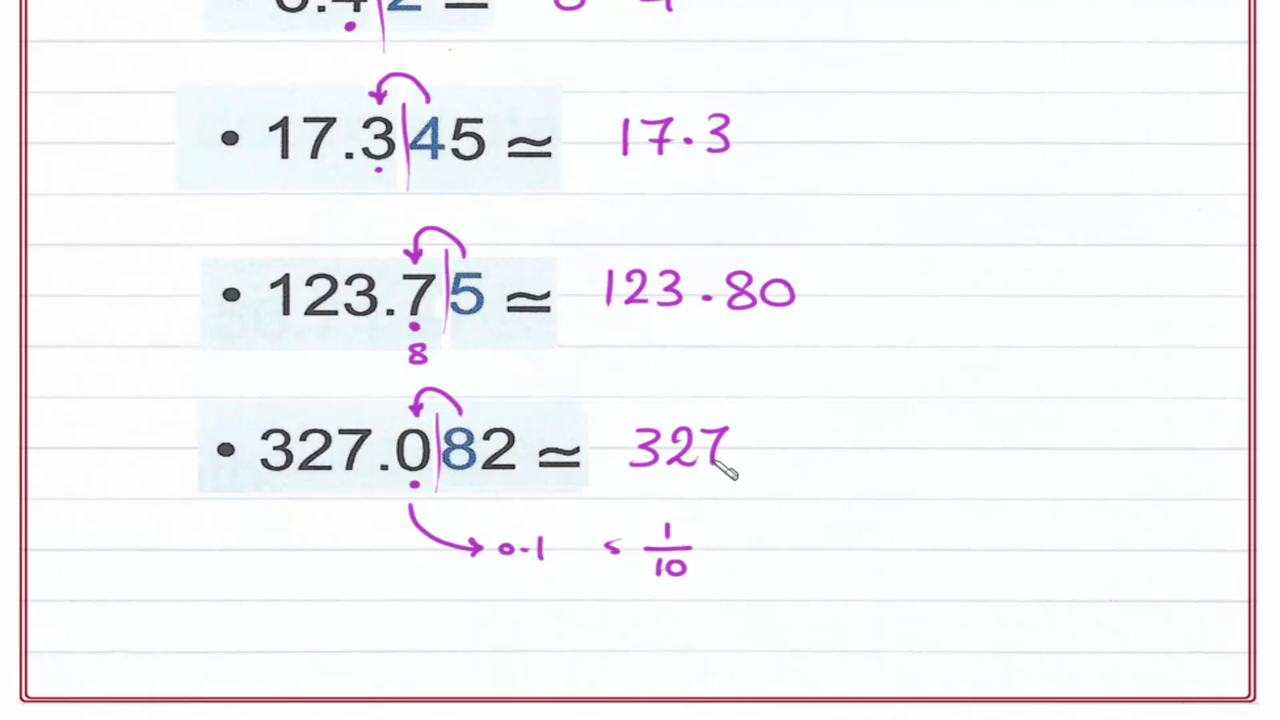 • 17.345 ≃ 17.3
• 123.75 ≃ 123.80
8
• 327.082 ≃ 327
0.1 1/10